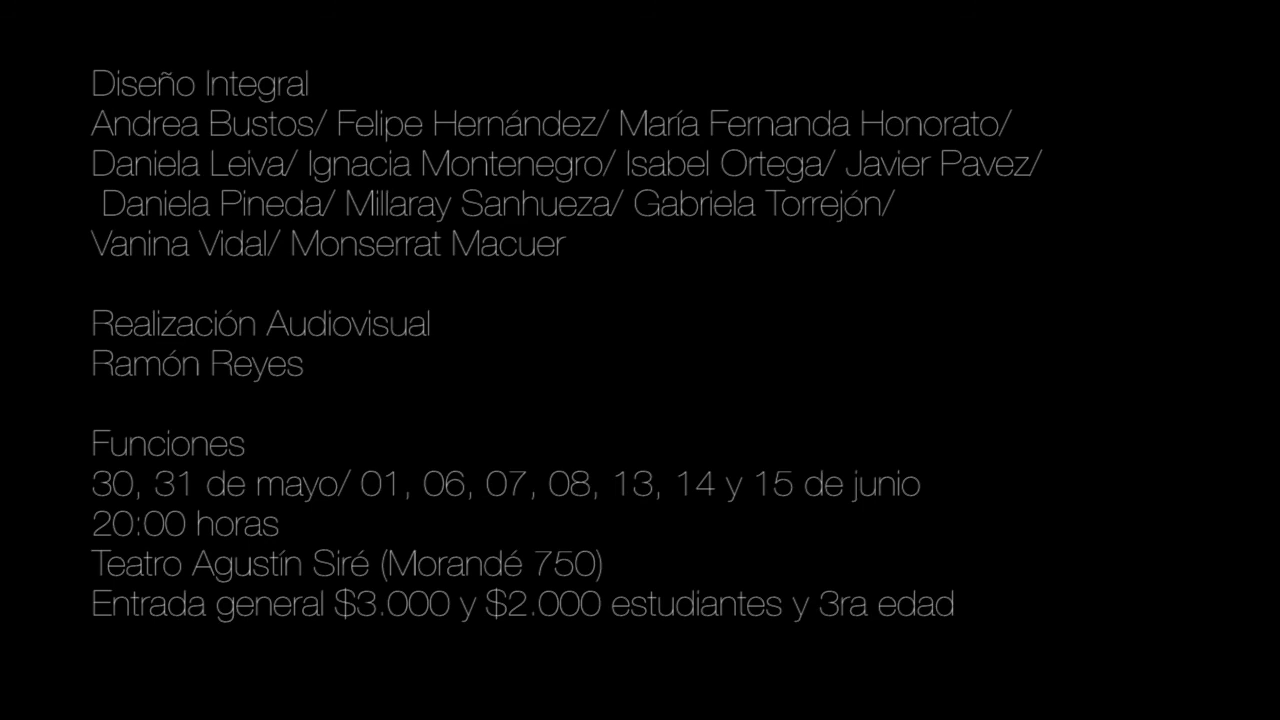 Diseño Integral
Andrea Bustos/ Felipe Hernández/ María Fernanda Honorato/
Daniela Leiva/ Ignacia Montenegro/ Isabel Ortega/ Javier Pavez/
Daniela Pineda/ Millaray Sanhueza/ Gabriela Torrejón/
Vanina Vidal/ Monserrat Macuer
Realización Audiovisual
Ramón Reyes
Funciones
30, 31 de mayo/ 01, 06, 07, 08, 13, 14 y 15 de junio
20:00 horas
Teatro Agustín Siré (Morandé 750)
Entrada general $3.000 y $2.000 estudiantes y 3ra edad